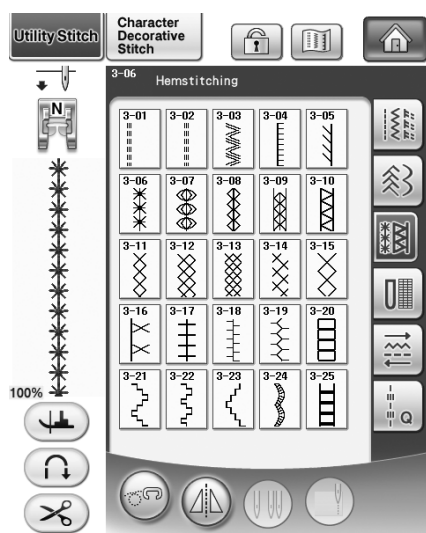 Utility Stitch
Character
Decorative
Stitch
3-06
Hemstitching
N
3-01 3-02 3-03 3-04 3-05
3-06 3-07 3-08 3-09 3-10
3-11 3-12 3-13 3-14 3-15
3-16 3-17 3-18 3-19 3-20
3-21 3-22 3-23 3-24 3-25
100%
Q